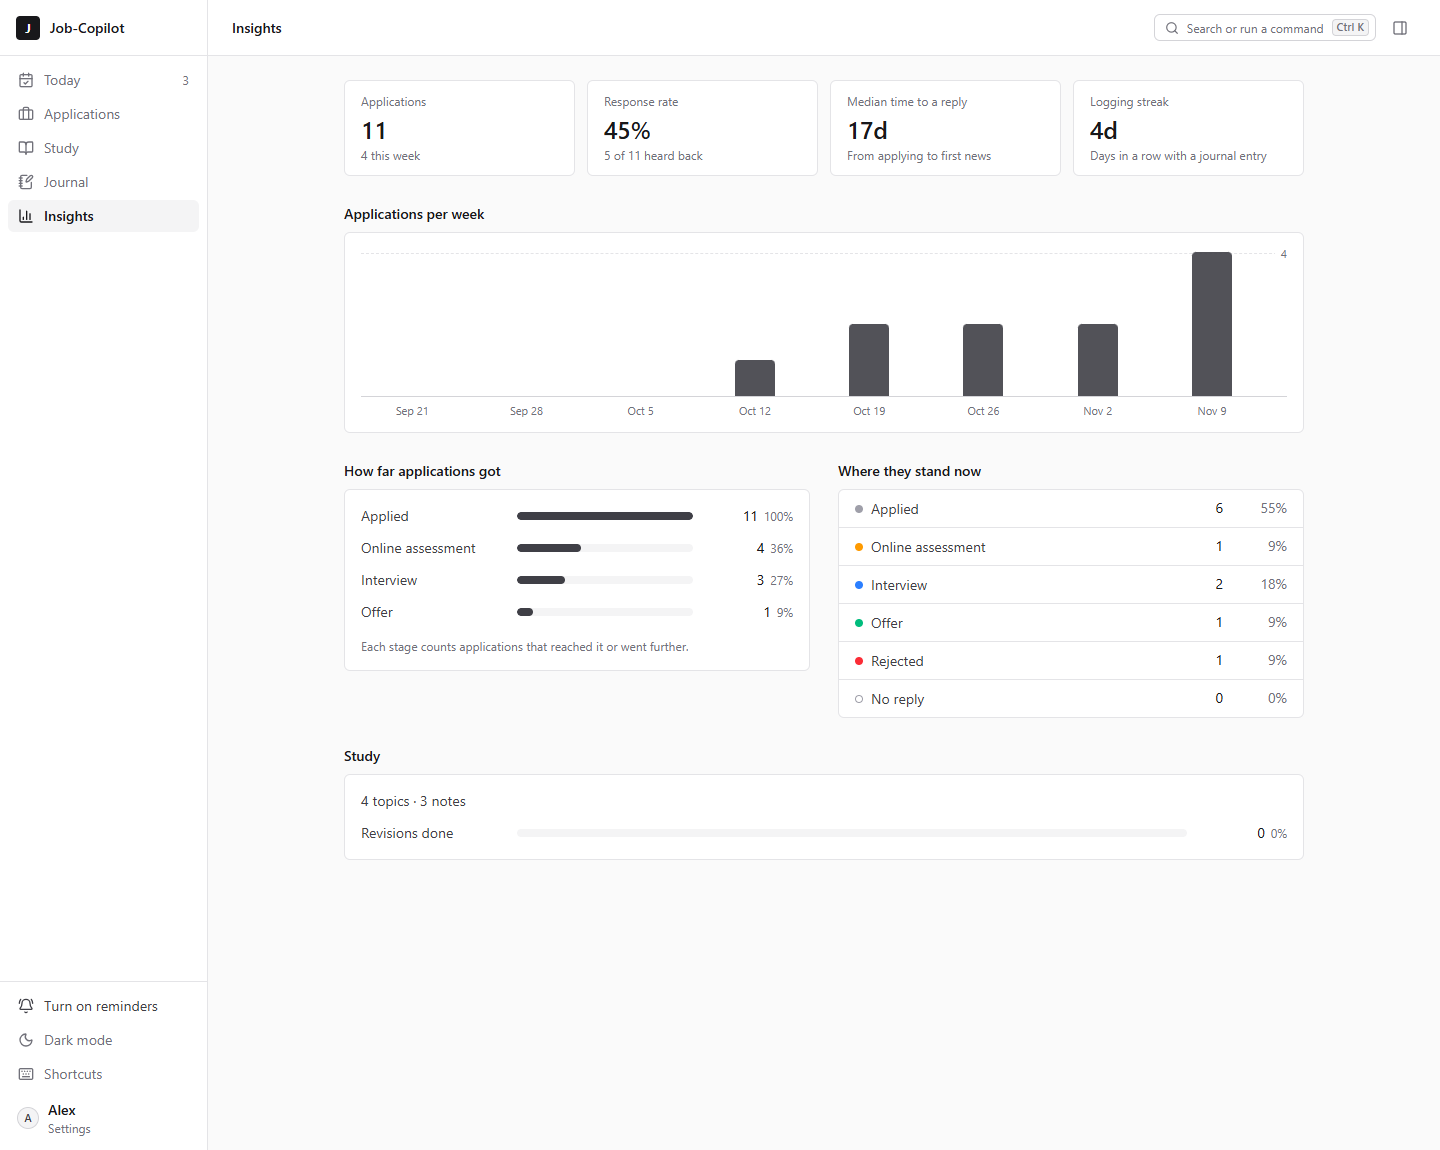 J Job-Copilot
Insights
Search or run a command Ctrl K
Today 3
Applications
Study
Journal
Insights
Applications
11
4 this week
Response rate
45%
5 of 11 heard back
Median time to a reply
17d
From applying to first news
Logging streak
4d
Days in a row with a journal entry
Applications per week
4
Sep 21 Sep 28 Oct 5 Oct 12 Oct 19 Oct 26 Nov 2 Nov 9
How far applications got
Applied 11 100%
Online assessment 4 36%
Interview 3 27%
Offer 1 9%
Each stage counts applications that reached it or went further.
Where they stand now
Applied 6 55%
Online assessment 1 9%
Interview 2 18%
Offer 1 9%
Rejected 1 9%
No reply 0 0%
Study
4 topics · 3 notes
Revisions done 0 0%
Turn on reminders
Dark mode
Shortcuts
A Alex
Settings